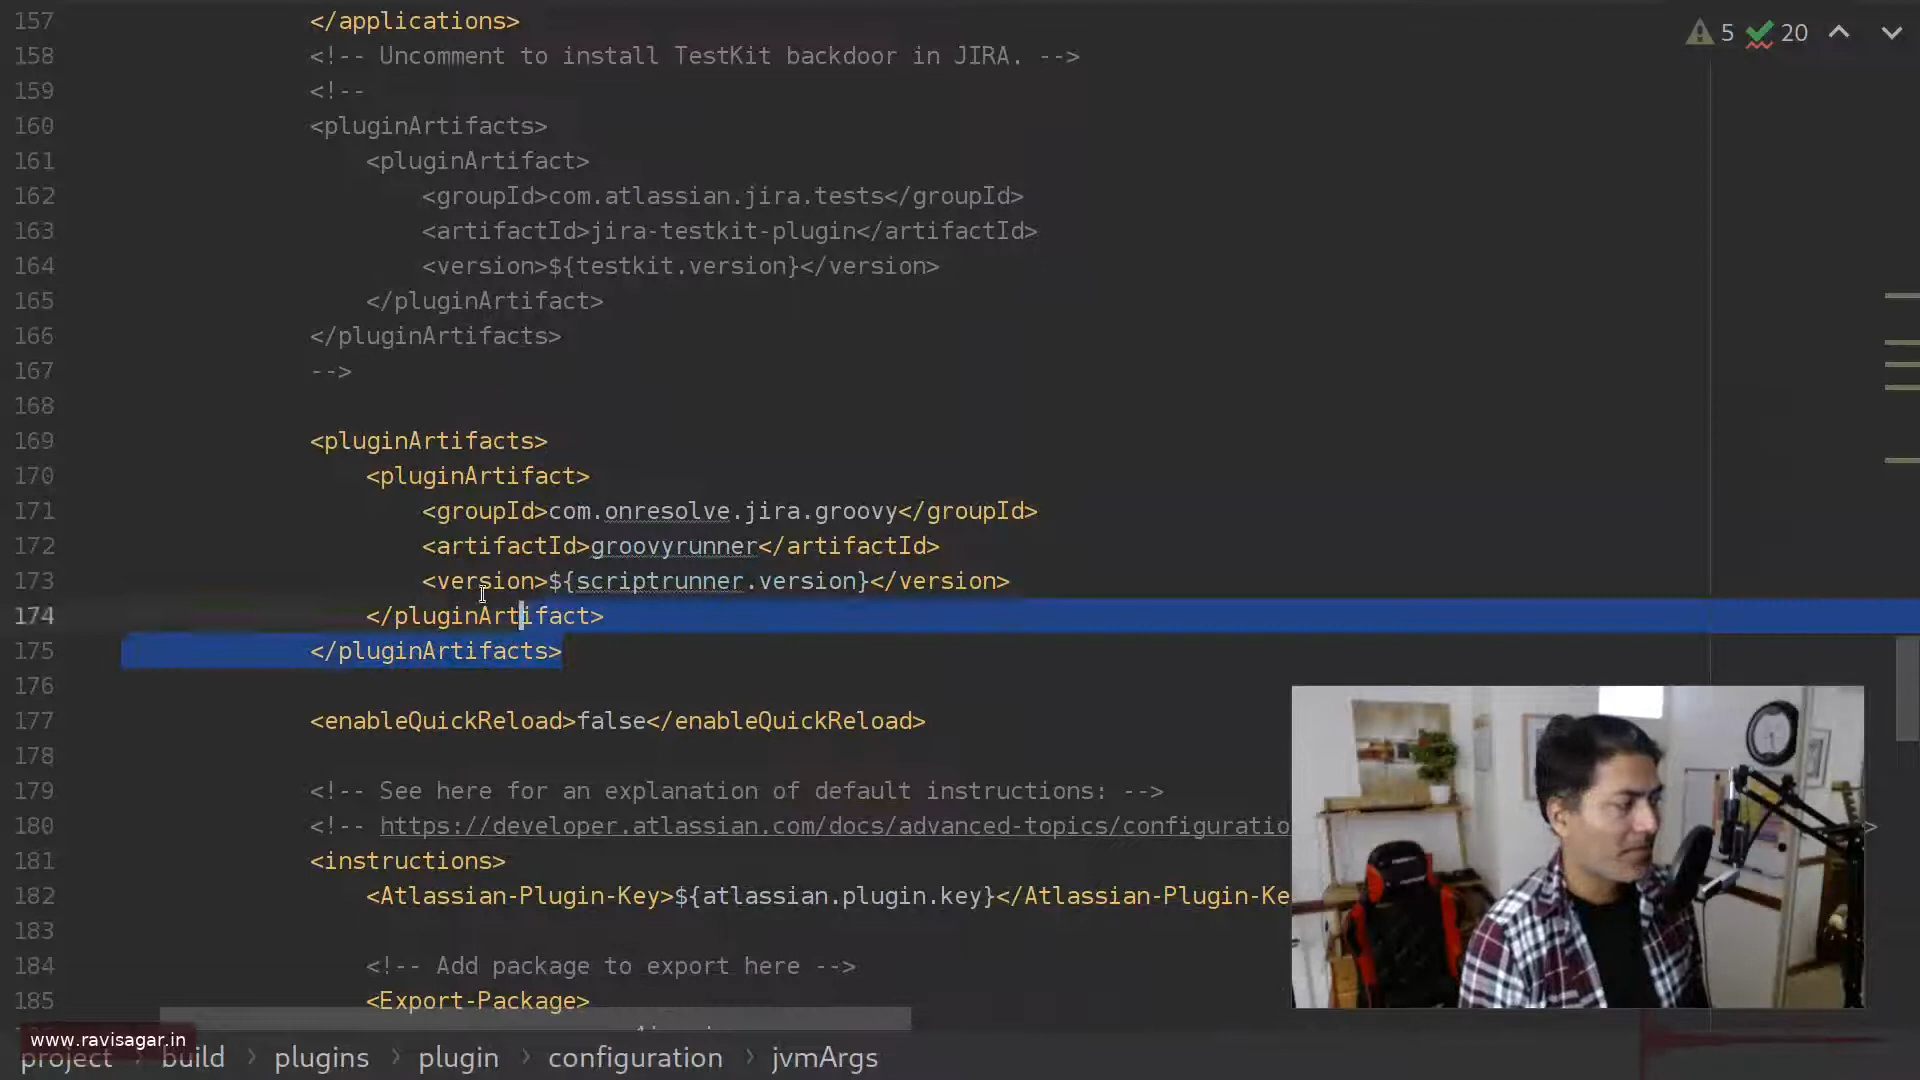 157 </applications>
158 <!-- Uncomment to install TestKit backdoor in JIRA. -->
159 <!--
160 <pluginArtifacts>
161 <pluginArtifact>
162 <groupId>com.atlassian.jira.tests</groupId>
163 <artifactId>jira-testkit-plugin</artifactId>
164 <version>${testkit.version}</version>
165 </pluginArtifact>
166 </pluginArtifacts>
167 -->
168
169 <pluginArtifacts>
170 <pluginArtifact>
171 <groupId>com.onresolve.jira.groovy</groupId>
172 <artifactId>groovyrunner</artifactId>
173 <version>${scriptrunner.version}</version>
174 </pluginArtifact>
175 </pluginArtifacts>
176
177 <enableQuickReload>false</enableQuickReload>
178
179 <!-- See here for an explanation of default instructions: -->
180 <!-- https://developer.atlassian.com/docs/advanced-topics/configuratio >
181 <instructions>
182 <Atlassian-Plugin-Key>${atlassian.plugin.key}</Atlassian-Plugin-Ke
183
184 <!-- Add package to export here -->
185 <Export-Package>
5 20
www.ravisagar.in
project > build > plugins > plugin > configuration > jvmArgs